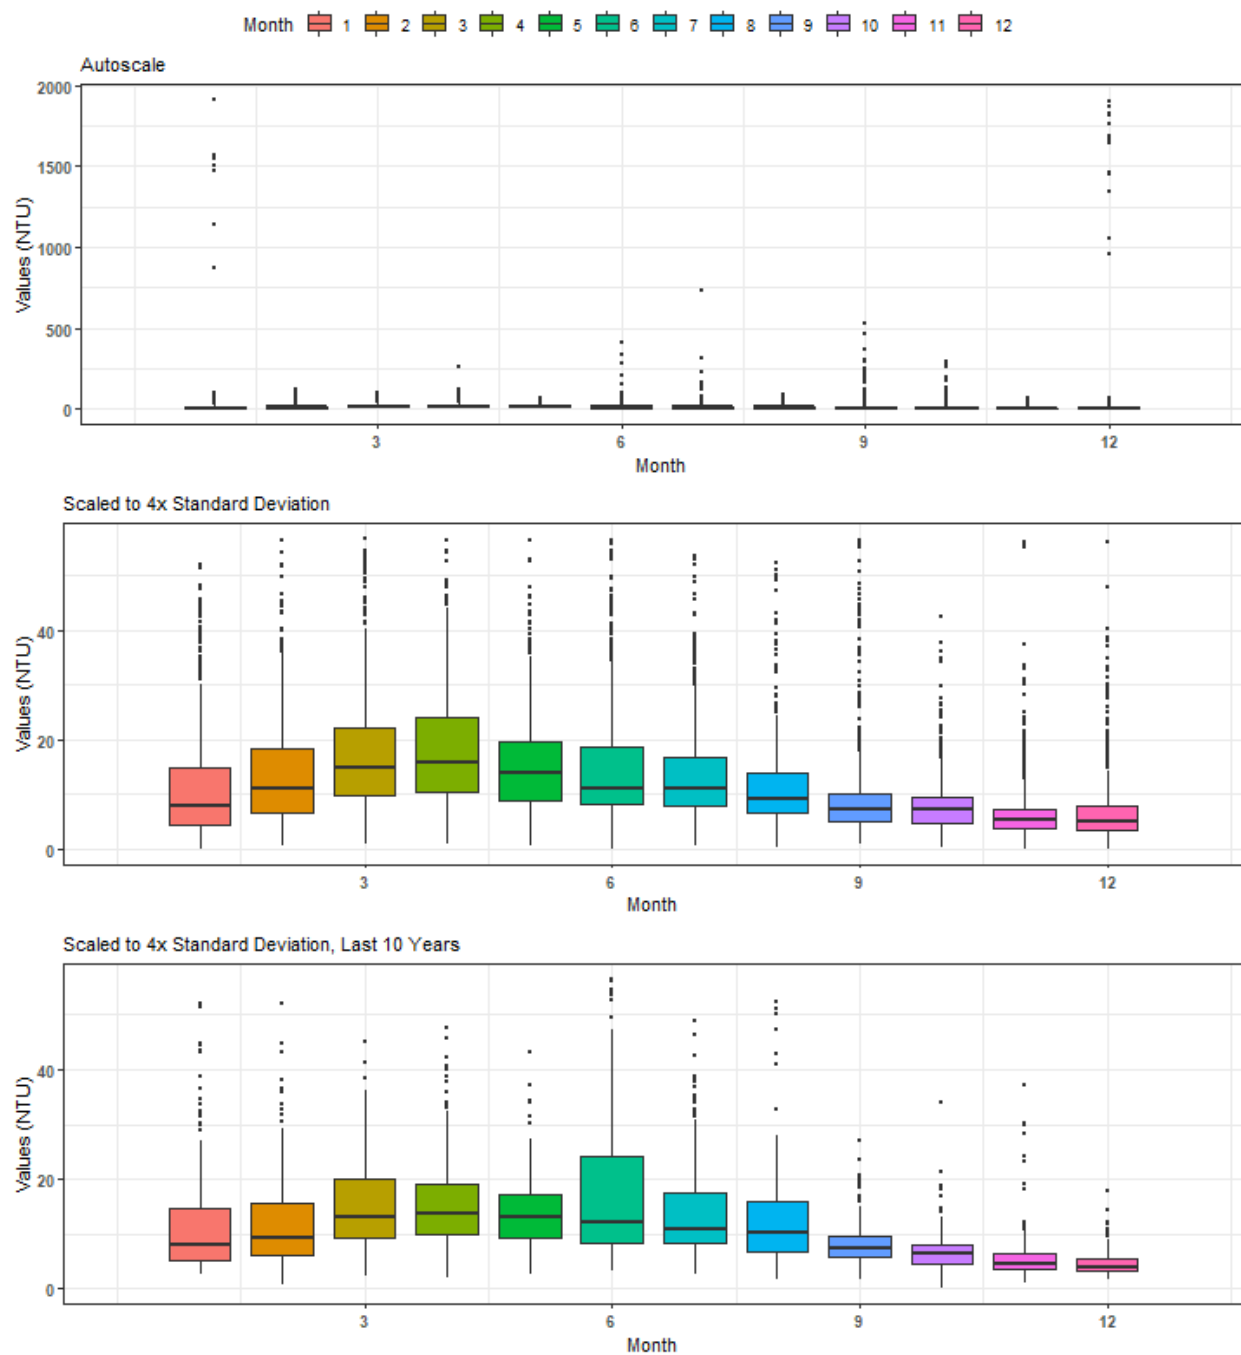 Month 1 2 3 4 5 6 7 8 9 10 11 12
Autoscale
2000
1500
1000
500
0
Values (NTU)
3 6 9 12
Month
Scaled to 4x Standard Deviation
40
20
0
Values (NTU)
3 6 9 12
Month
Scaled to 4x Standard Deviation, Last 10 Years
40
20
0
Values (NTU)
3 6 9 12
Month